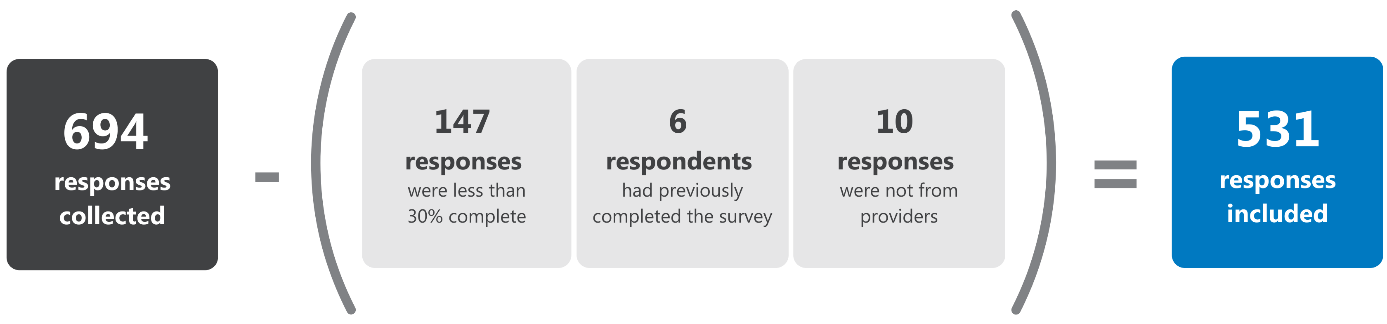 694
responses
collected
-
(
147
responses
were less than
30% complete
6
respondents
had previously
completed the survey
10
responses
were not from
providers
)
=
531
responses
included